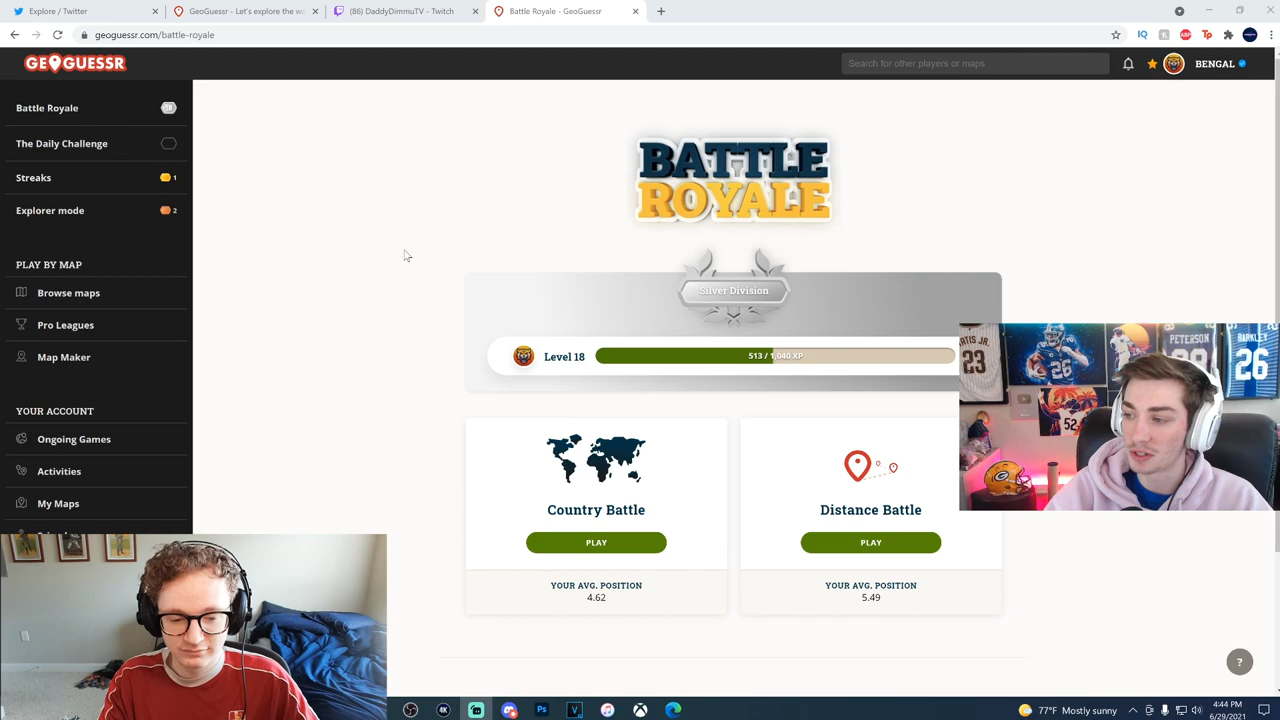 Explore / Twitter
GeoGuessr - Let's explore the wo
(86) DaddyDimmuTV - Twitch
Battle Royale - GeoGuessr
geoguessr.com/battle-royale
GEOGUESSR
Search for other players or maps
BENGAL
Battle Royale
The Daily Challenge
Streaks
1
Explorer mode
2
PLAY BY MAP
Browse maps
Pro Leagues
Map Maker
YOUR ACCOUNT
Ongoing Games
Activities
My Maps
BATTLE
ROYALE
Silver Division
Level 18
513 / 1,040 XP
Country Battle
PLAY
YOUR AVG. POSITION
4.62
Distance Battle
PLAY
YOUR AVG. POSITION
5.49
?
TIS JR.
23
26
52
PETERSON
BARKLEY
26
77°F Mostly sunny
4:44 PM
6/29/2021